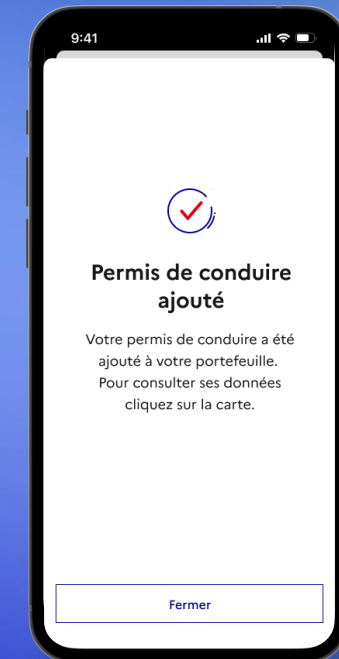 9:41
Permis de conduire
ajouté
Votre permis de conduire a été
ajouté à votre portefeuille.
Pour consulter ses données
cliquez sur la carte.
Fermer